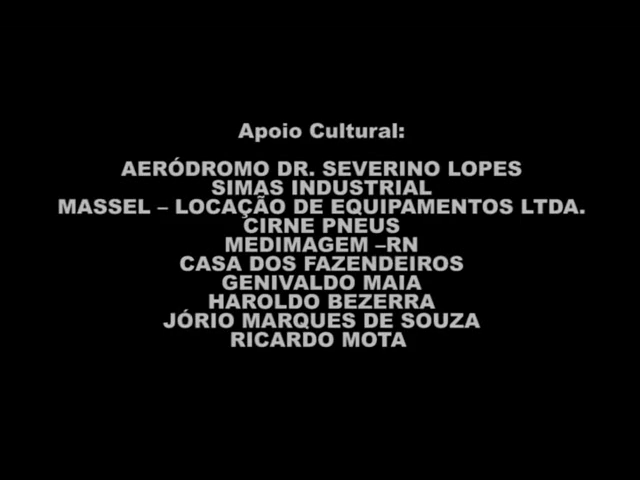 Apoio Cultural:
AERÓDROMO DR. SEVERINO LOPES
SIMAS INDUSTRIAL
MASSEL – LOCAÇÃO DE EQUIPAMENTOS LTDA.
CIRNE PNEUS
MEDIMAGEM –RN
CASA DOS FAZENDEIROS
GENIVALDO MAIA
HAROLDO BEZERRA
JÓRIO MARQUES DE SOUZA
RICARDO MOTA